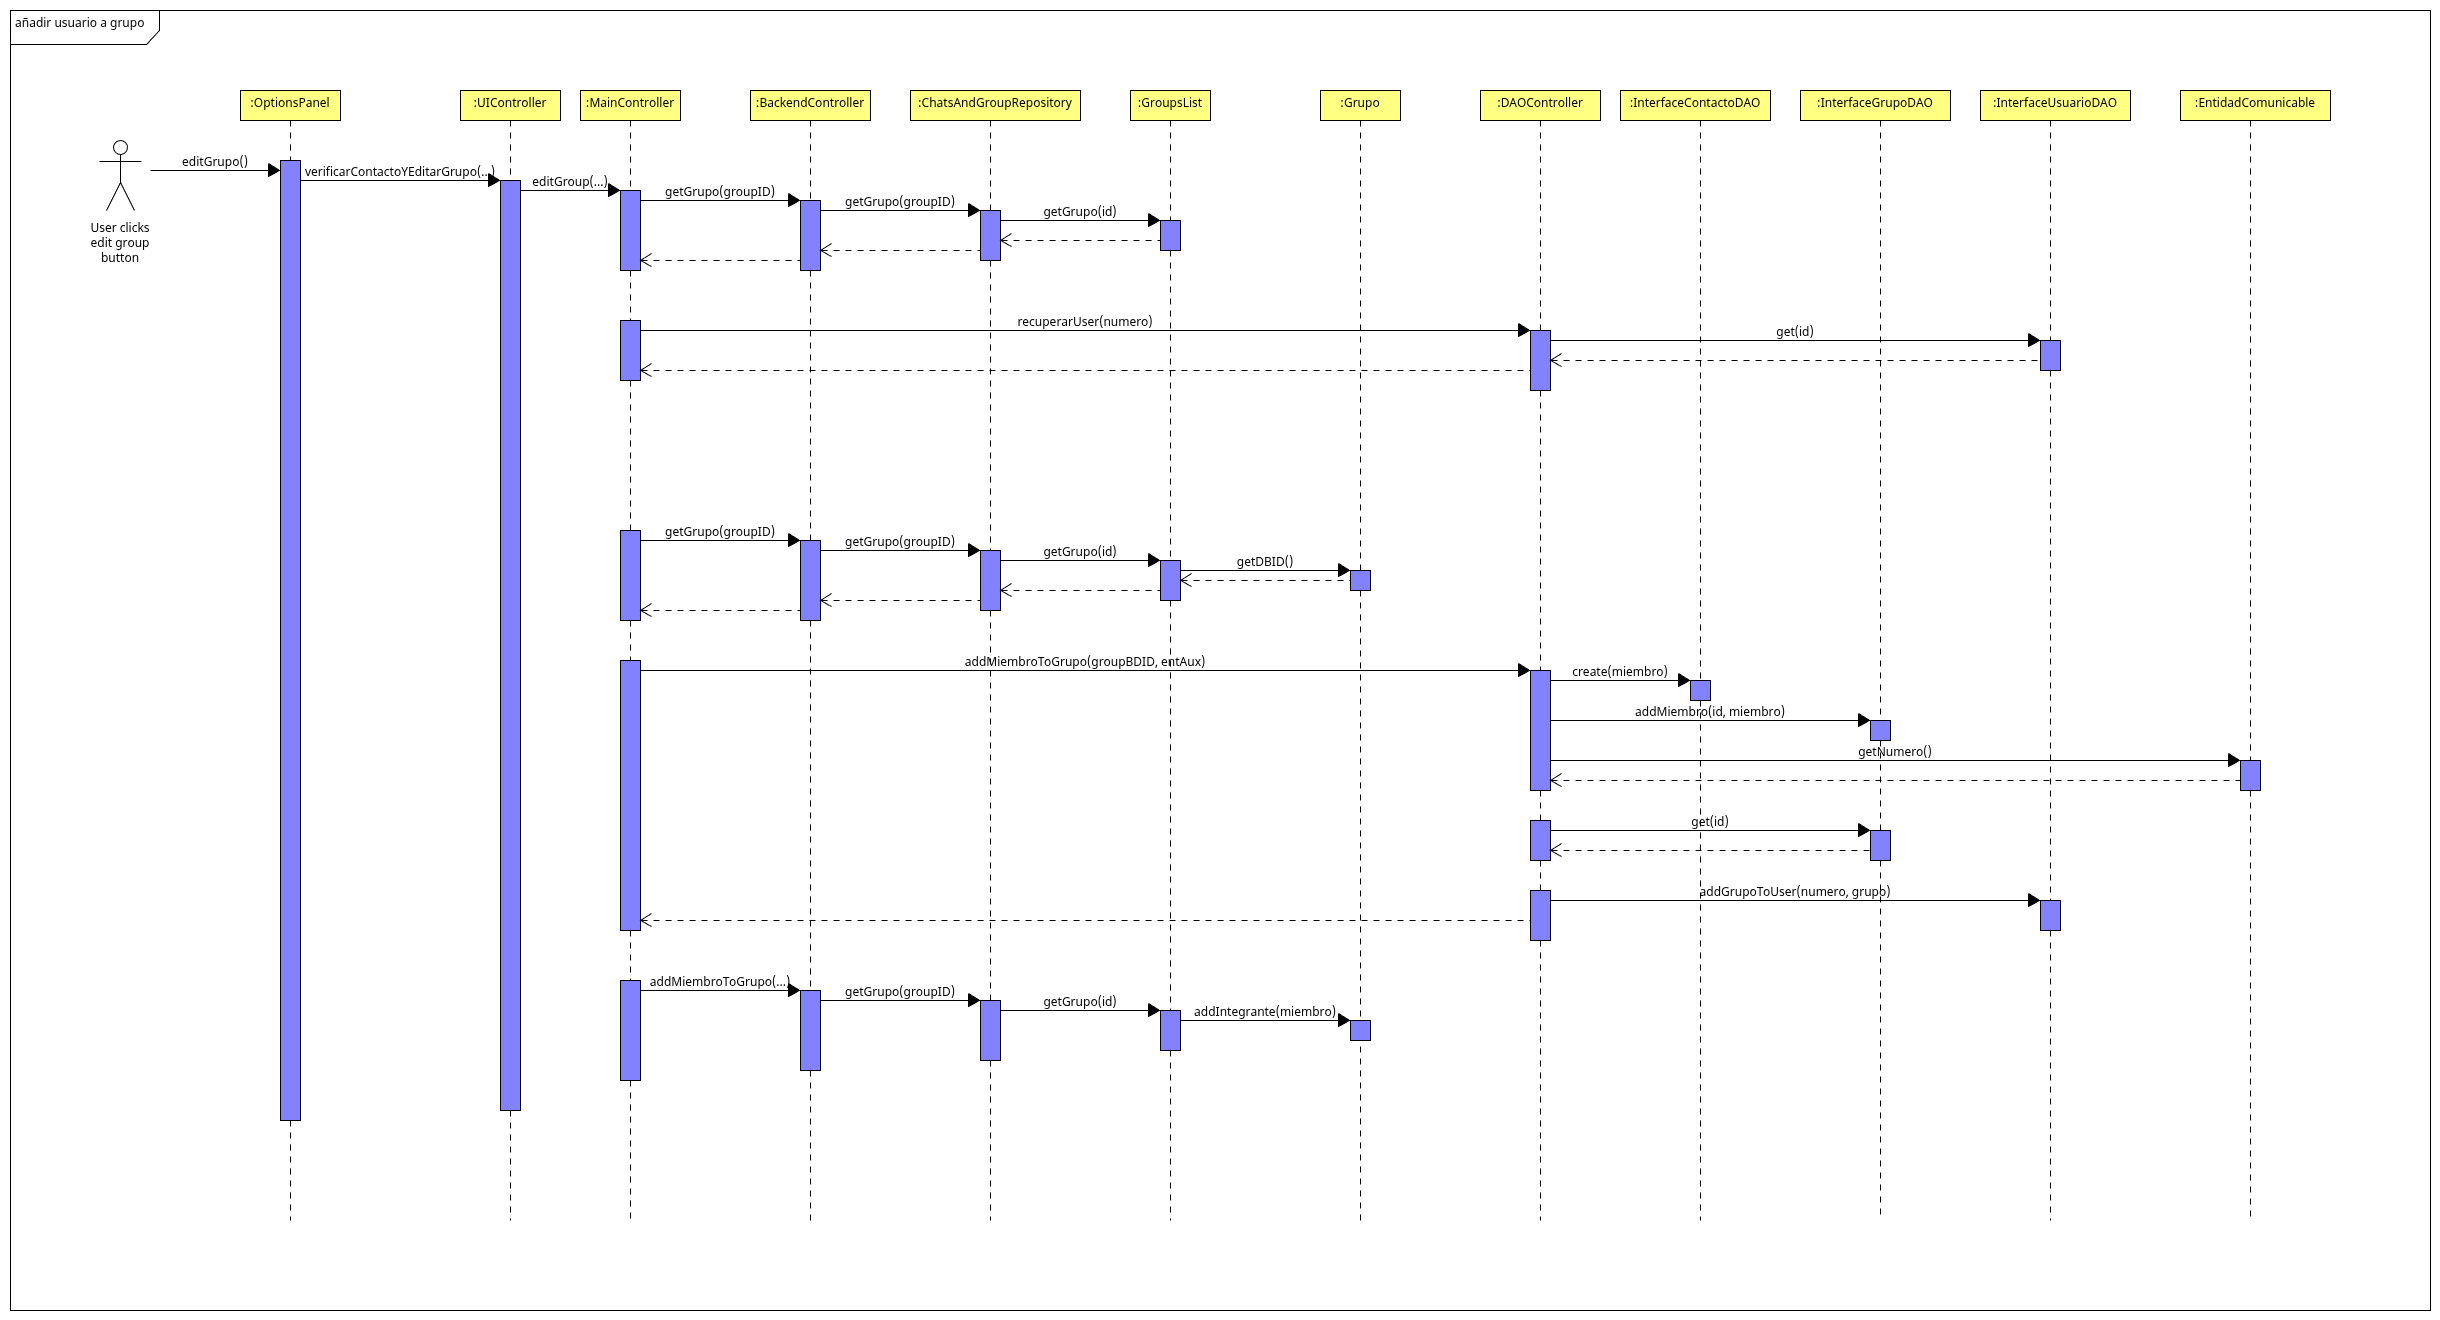 añadir usuario a grupo
:OptionsPanel
:UIController
:MainController
:BackendController
:ChatsAndGroupRepository
:GroupsList
:Grupo
:DAOController
:InterfaceContactoDAO
:InterfaceGrupoDAO
:InterfaceUsuarioDAO
:EntidadComunicable
User clicks
edit group
button
editGrupo()
verificarContactoYEditarGrupo(...)
editGroup(...)
getGrupo(groupID)
getGrupo(groupID)
getGrupo(id)
recuperarUser(numero)
get(id)
getGrupo(groupID)
getGrupo(groupID)
getGrupo(id)
getDBID()
addMiembroToGrupo(groupBDID, entAux)
create(miembro)
addMiembro(id, miembro)
getNumero()
get(id)
addGrupoToUser(numero, grupo)
addMiembroToGrupo(...)
getGrupo(groupID)
getGrupo(id)
addIntegrante(miembro)